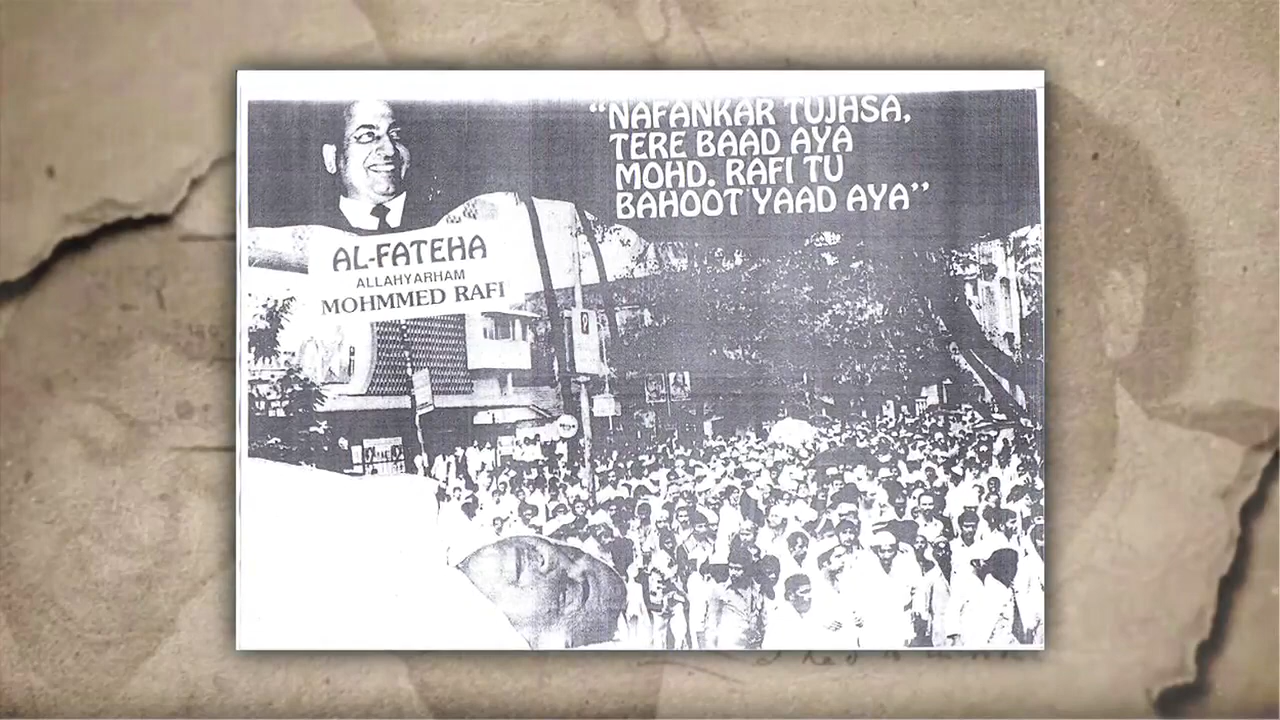 “NAFANKAR TUJHSA,
TERE BAAD AYA
MOHD. RAFI TU
BAHOOT YAAD AYA”
AL-FATEHA
ALLAHYARHAM
MOHMMED RAFI